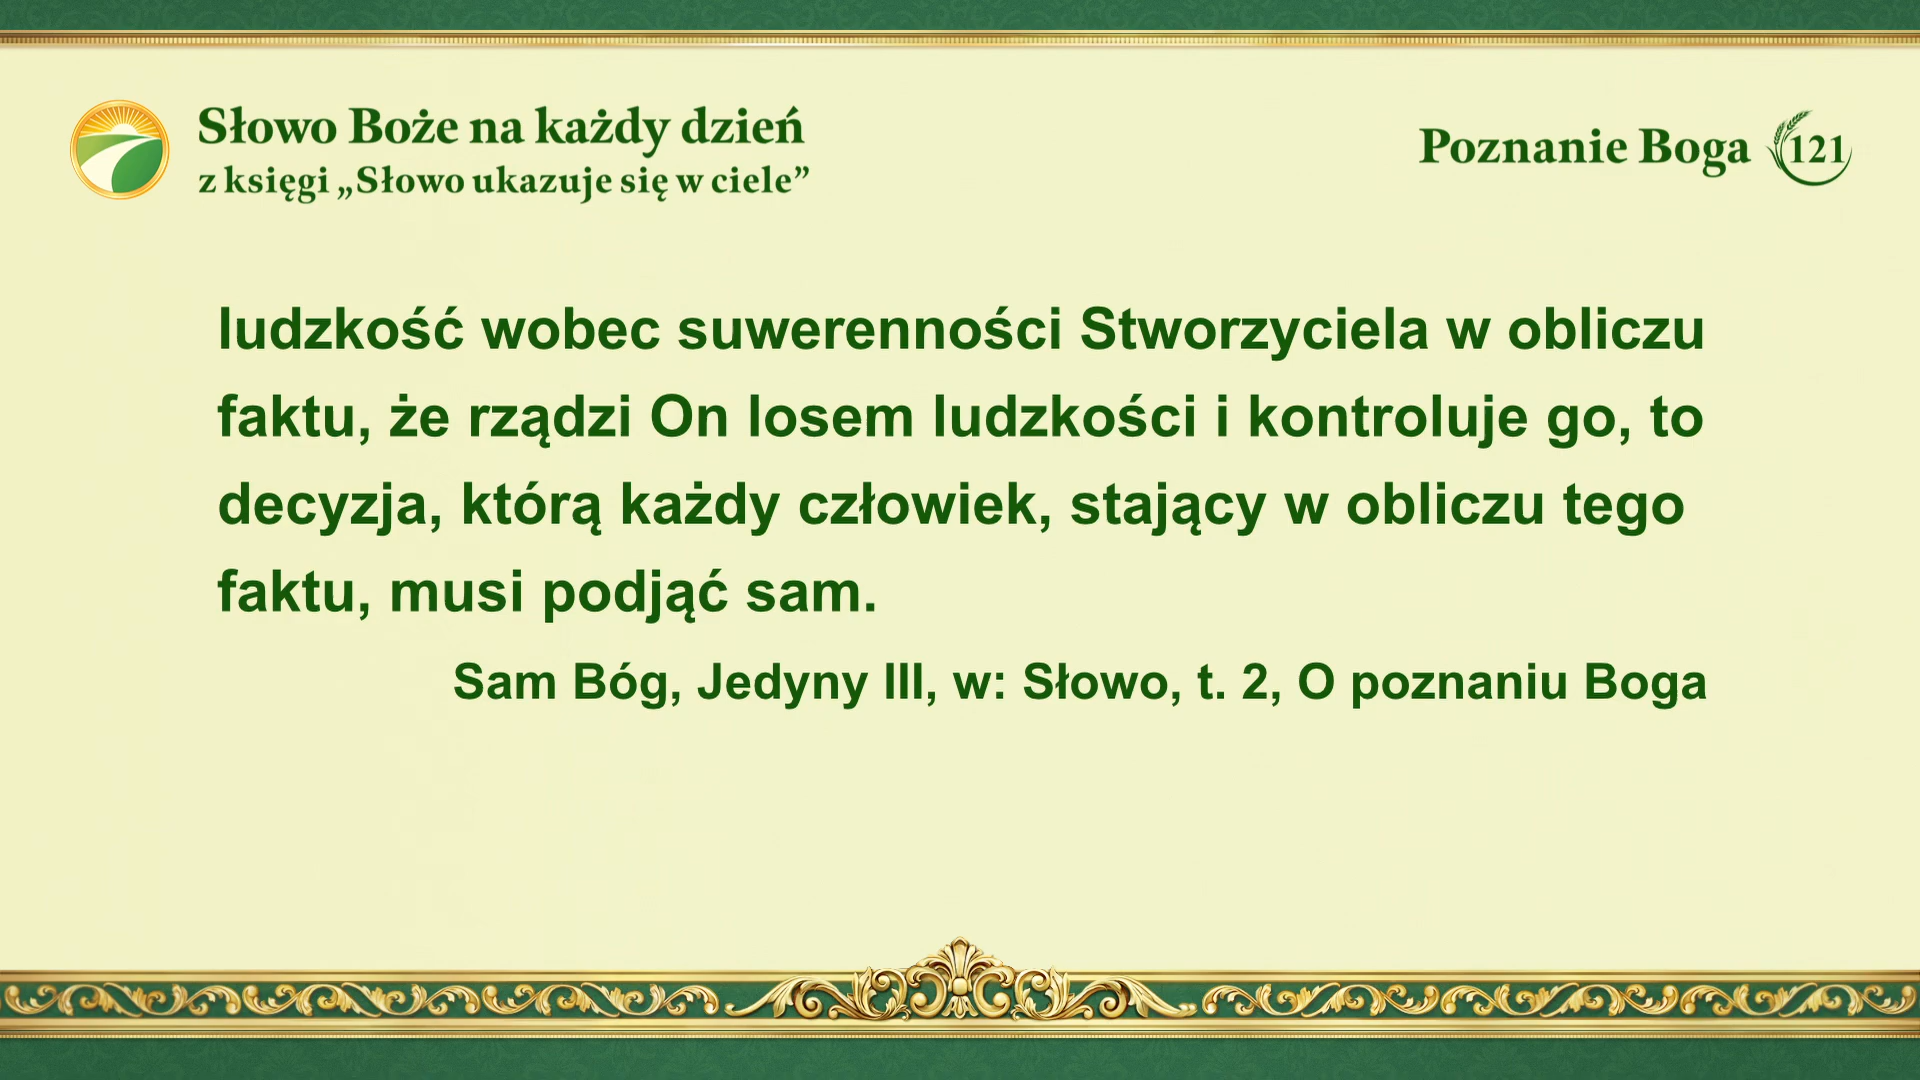 Słowo Boże na każdy dzień
z księgi „Słowo ukazuje się w ciele”
Poznanie Boga 121
ludzkość wobec suwerenności Stworzyciela w obliczu
faktu, że rządzi On losem ludzkości i kontroluje go, to
decyzja, którą każdy człowiek, stający w obliczu tego
faktu, musi podjąć sam.
Sam Bóg, Jedyny III, w: Słowo, t. 2, O poznaniu Boga